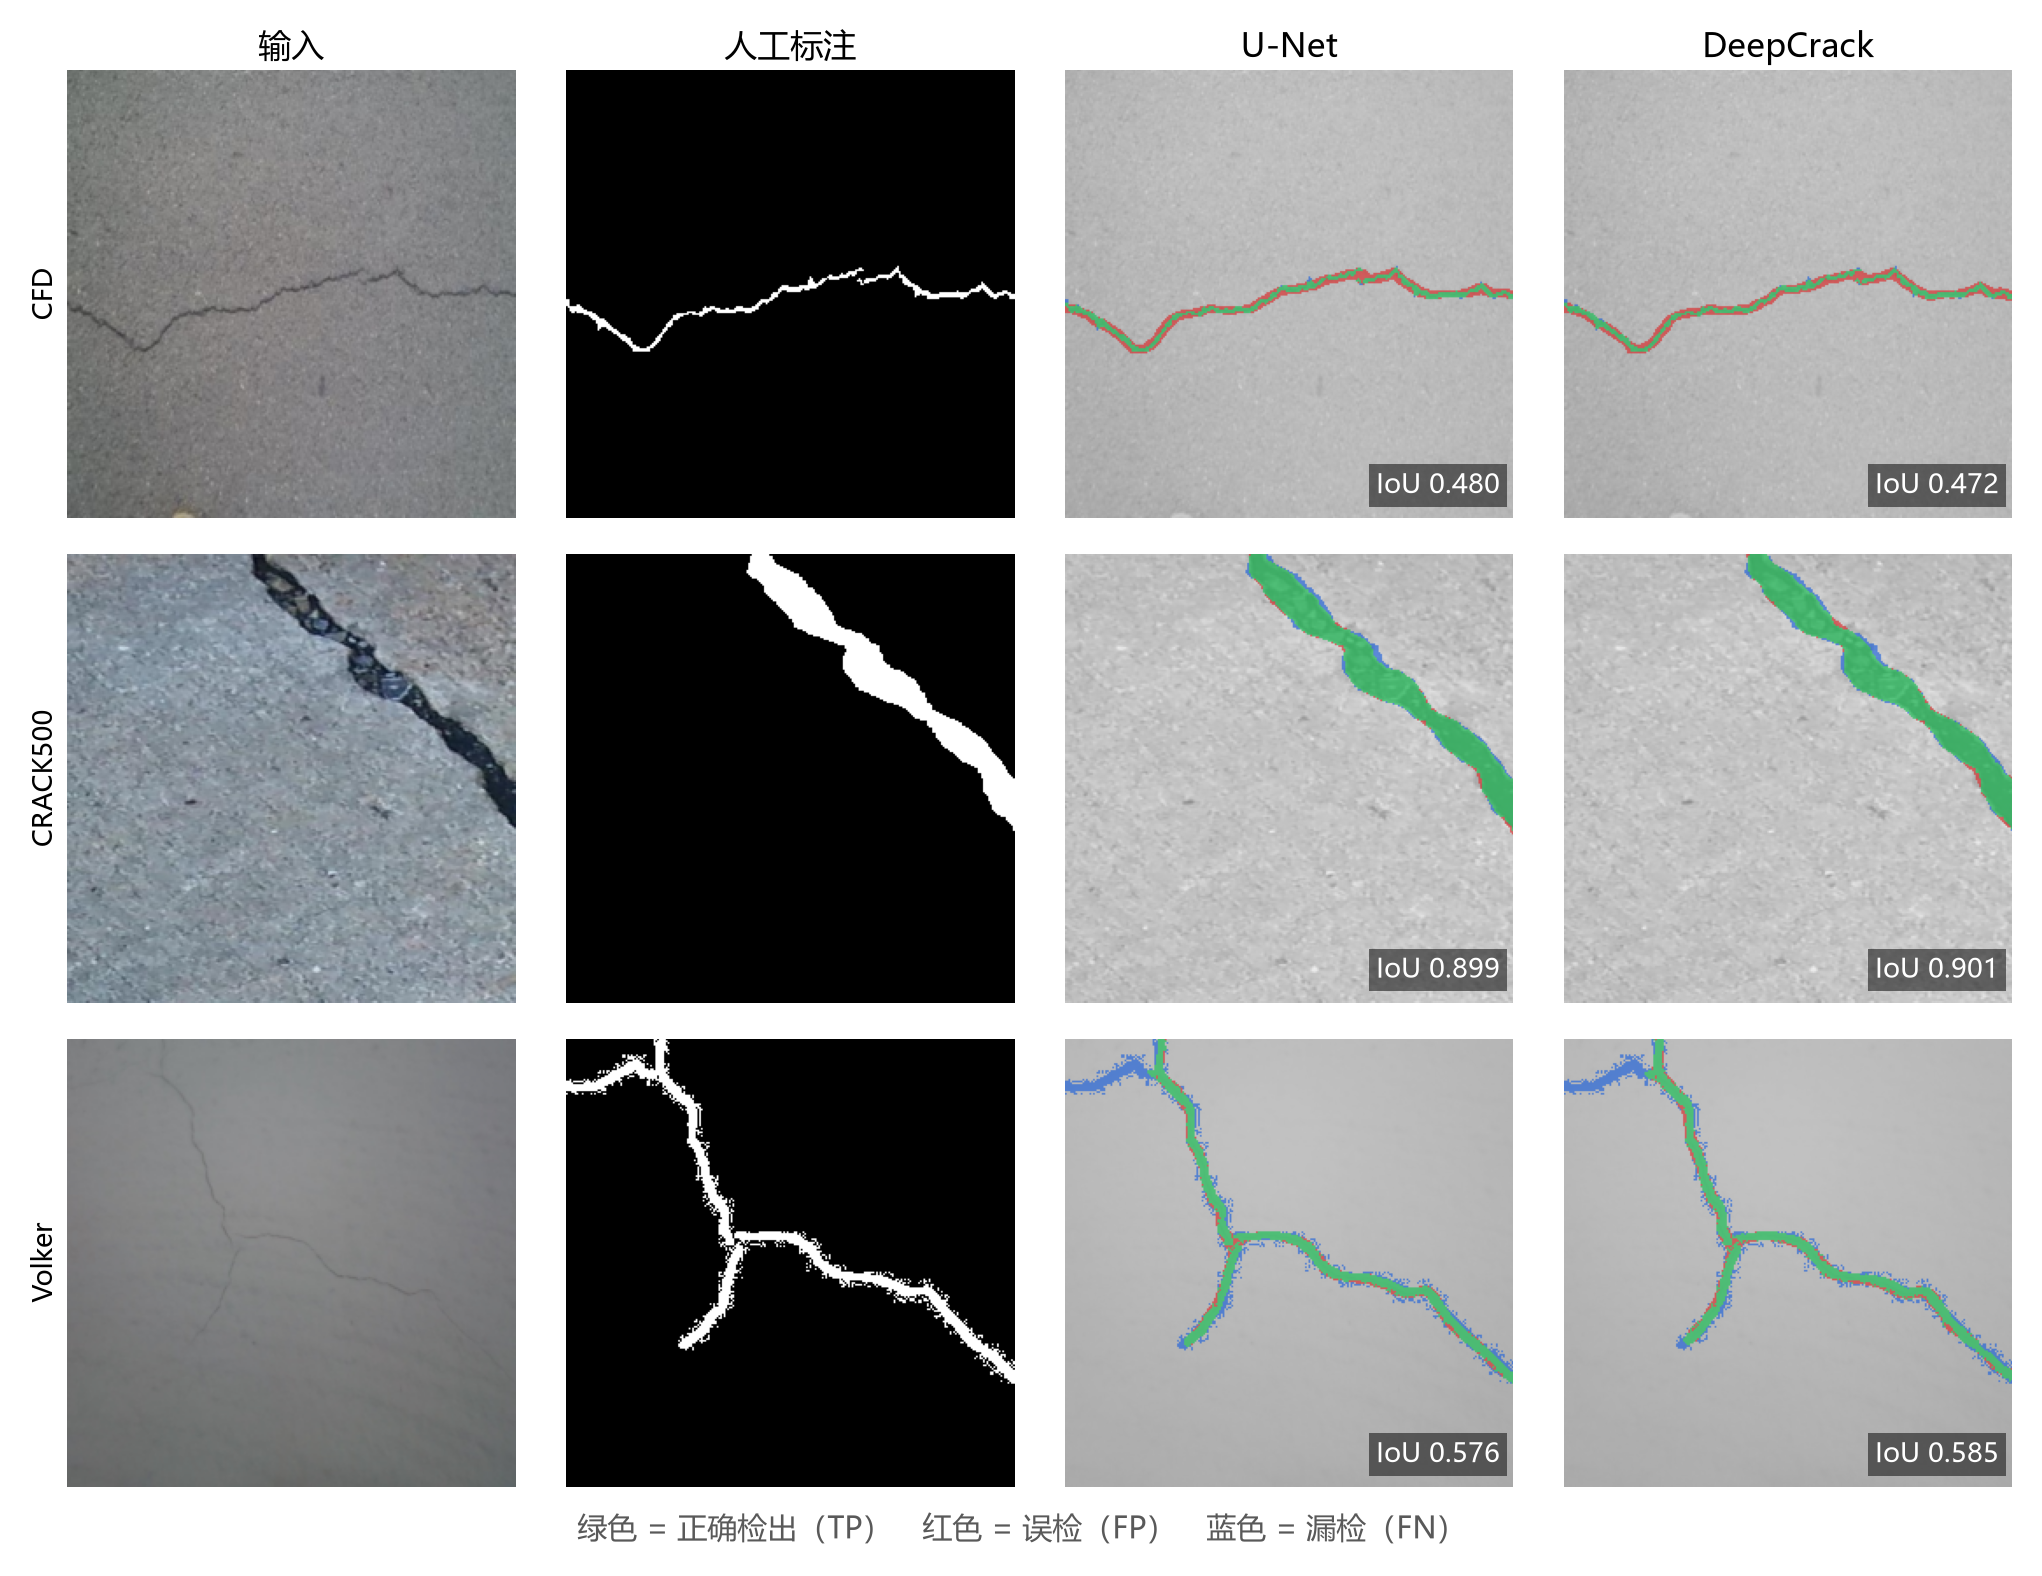 输入
人工标注
U-Net
DeepCrack
CFD
IoU 0.480
IoU 0.472
CRACK500
IoU 0.899
IoU 0.901
Volker
IoU 0.576
IoU 0.585
绿色 = 正确检出（TP） 红色 = 误检（FP） 蓝色 = 漏检（FN）